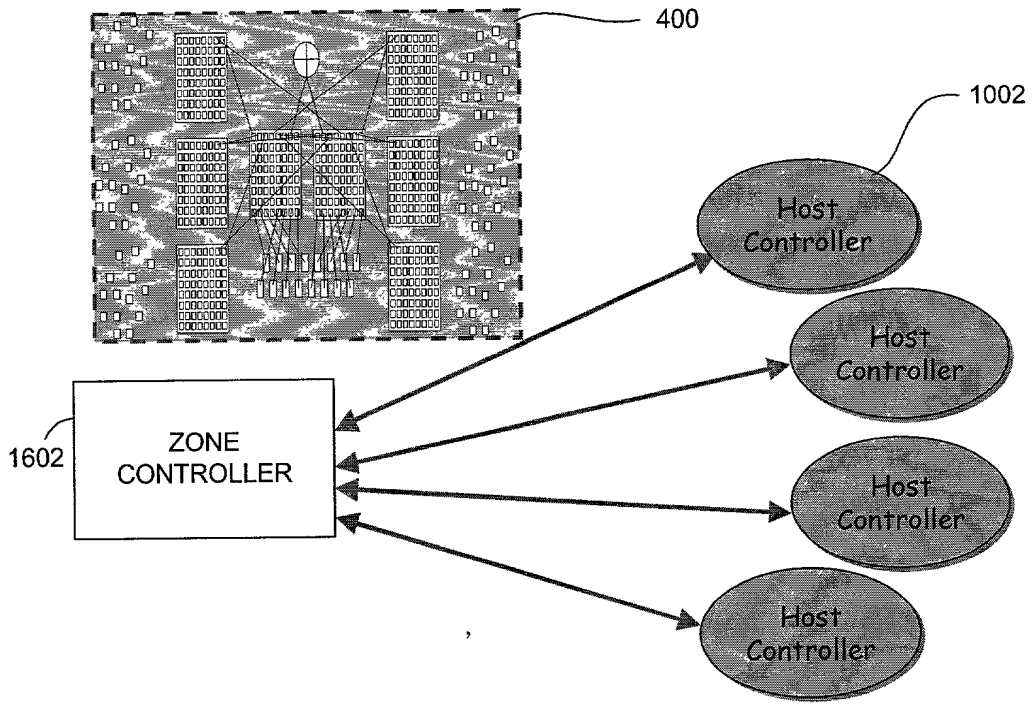 400
1002
Host
Controller
Host
Controller
1602
ZONE
CONTROLLER
Host
Controller
Host
Controller